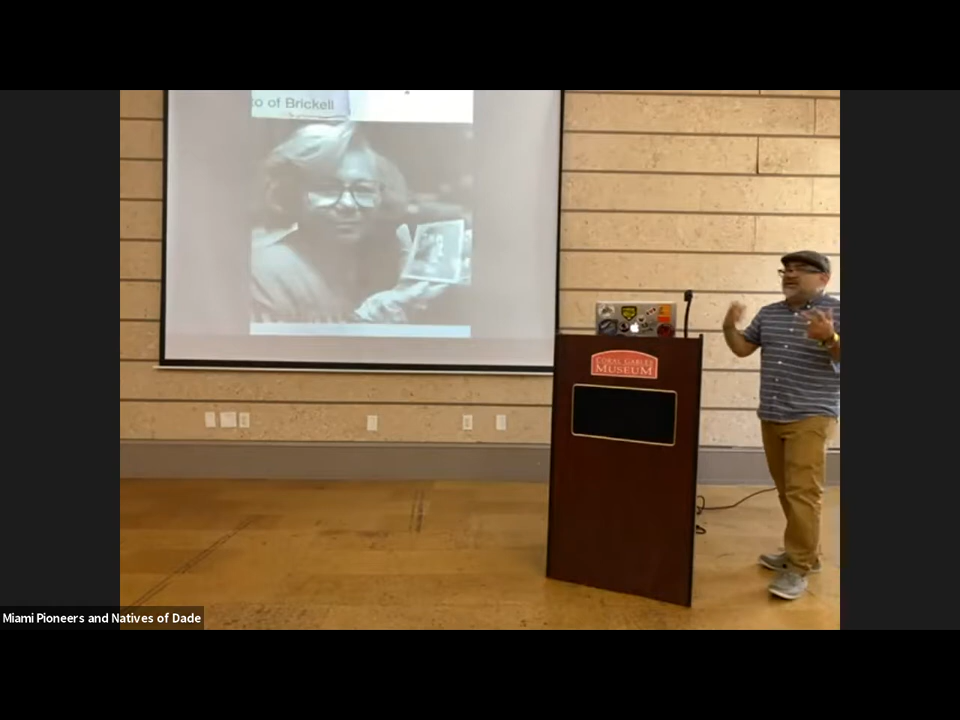 to of Brickell
CORAL GABLES
MUSEUM
Miami Pioneers and Natives of Dade